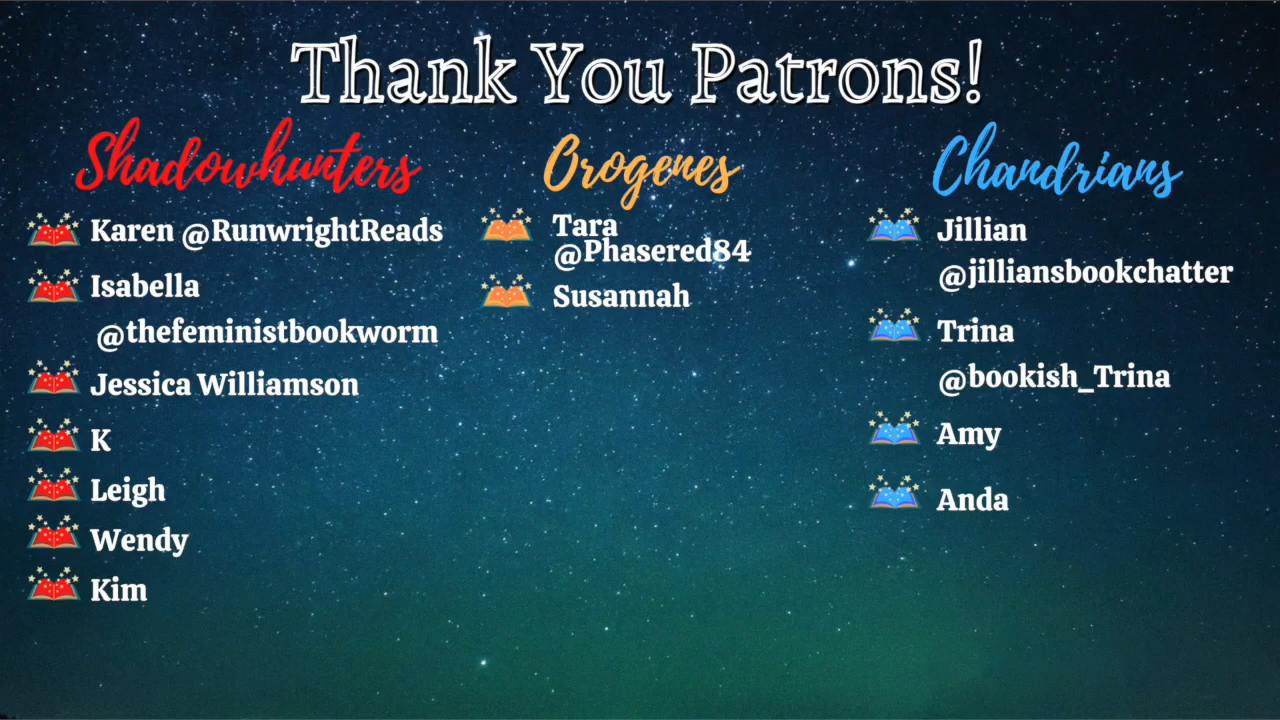 Thank You Patrons!
Shadowhunters
Karen @RunwrightReads
Isabella
@thefeministbookworm
Jessica Williamson
K
Leigh
Wendy
Kim
Orogenes
Tara
@Phasered84
Susannah
Chandrians
Jillian
@jilliansbookchatter
Trina
@bookish_Trina
Amy
Anda